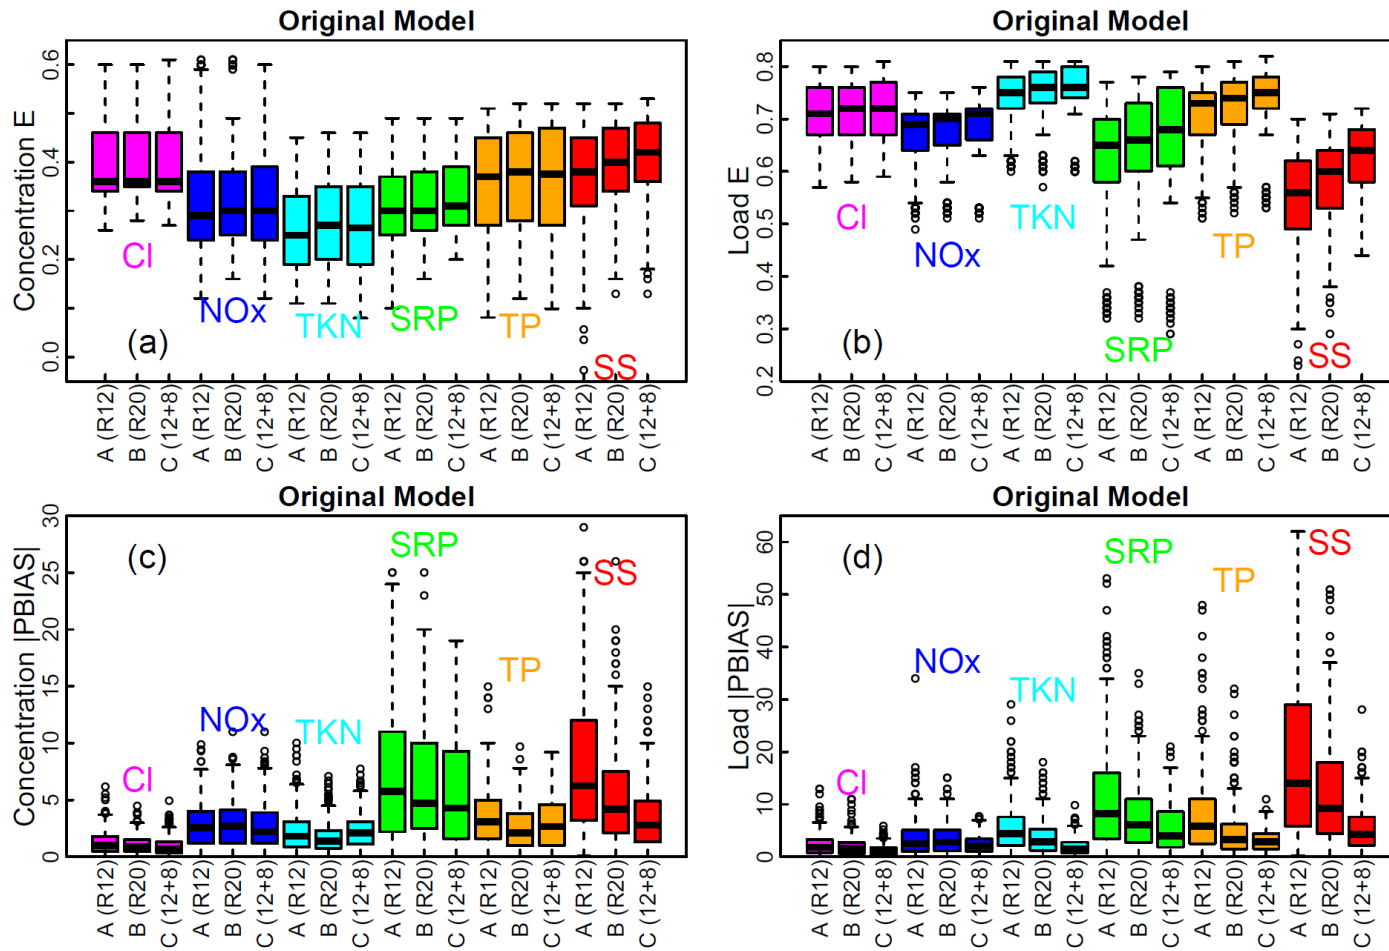 Original Model
Concentration E
0.0
0.2
0.4
0.6
Cl
NOx
TKN
SRP
TP
SS
(a)
A (R12)
B (R20)
C (12+8)
A (R12)
B (R20)
C (12+8)
A (R12)
B (R20)
C (12+8)
A (R12)
B (R20)
C (12+8)
A (R12)
B (R20)
C (12+8)
A (R12)
B (R20)
C (12+8)
Original Model
Load E
0.2
0.3
0.4
0.5
0.6
0.7
0.8
Cl
NOx
TKN
SRP
TP
SS
(b)
A (R12)
B (R20)
C (12+8)
A (R12)
B (R20)
C (12+8)
A (R12)
B (R20)
C (12+8)
A (R12)
B (R20)
C (12+8)
A (R12)
B (R20)
C (12+8)
A (R12)
B (R20)
C (12+8)
Original Model
Concentration |PBIAS|
0
5
10
15
20
25
30
(c)
Cl
NOx
TKN
SRP
TP
SS
A (R12)
B (R20)
C (12+8)
A (R12)
B (R20)
C (12+8)
A (R12)
B (R20)
C (12+8)
A (R12)
B (R20)
C (12+8)
A (R12)
B (R20)
C (12+8)
A (R12)
B (R20)
C (12+8)
Original Model
Load |PBIAS|
0
10
20
30
40
50
60
(d)
Cl
NOx
TKN
SRP
TP
SS
A (R12)
B (R20)
C (12+8)
A (R12)
B (R20)
C (12+8)
A (R12)
B (R20)
C (12+8)
A (R12)
B (R20)
C (12+8)
A (R12)
B (R20)
C (12+8)
A (R12)
B (R20)
C (12+8)